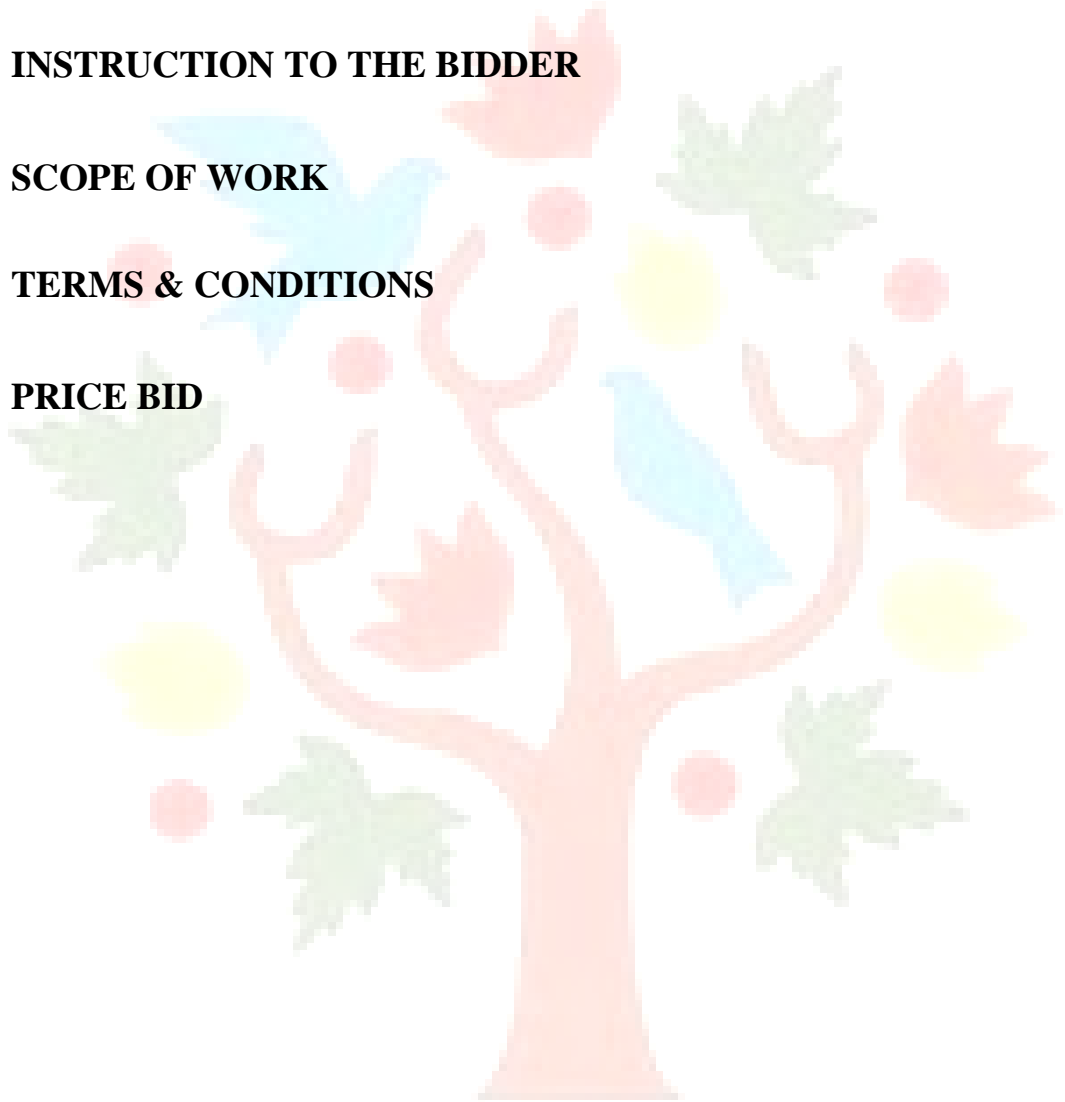 INSTRUCTION TO THE BIDDER
SCOPE OF WORK
TERMS & CONDITIONS
PRICE BID